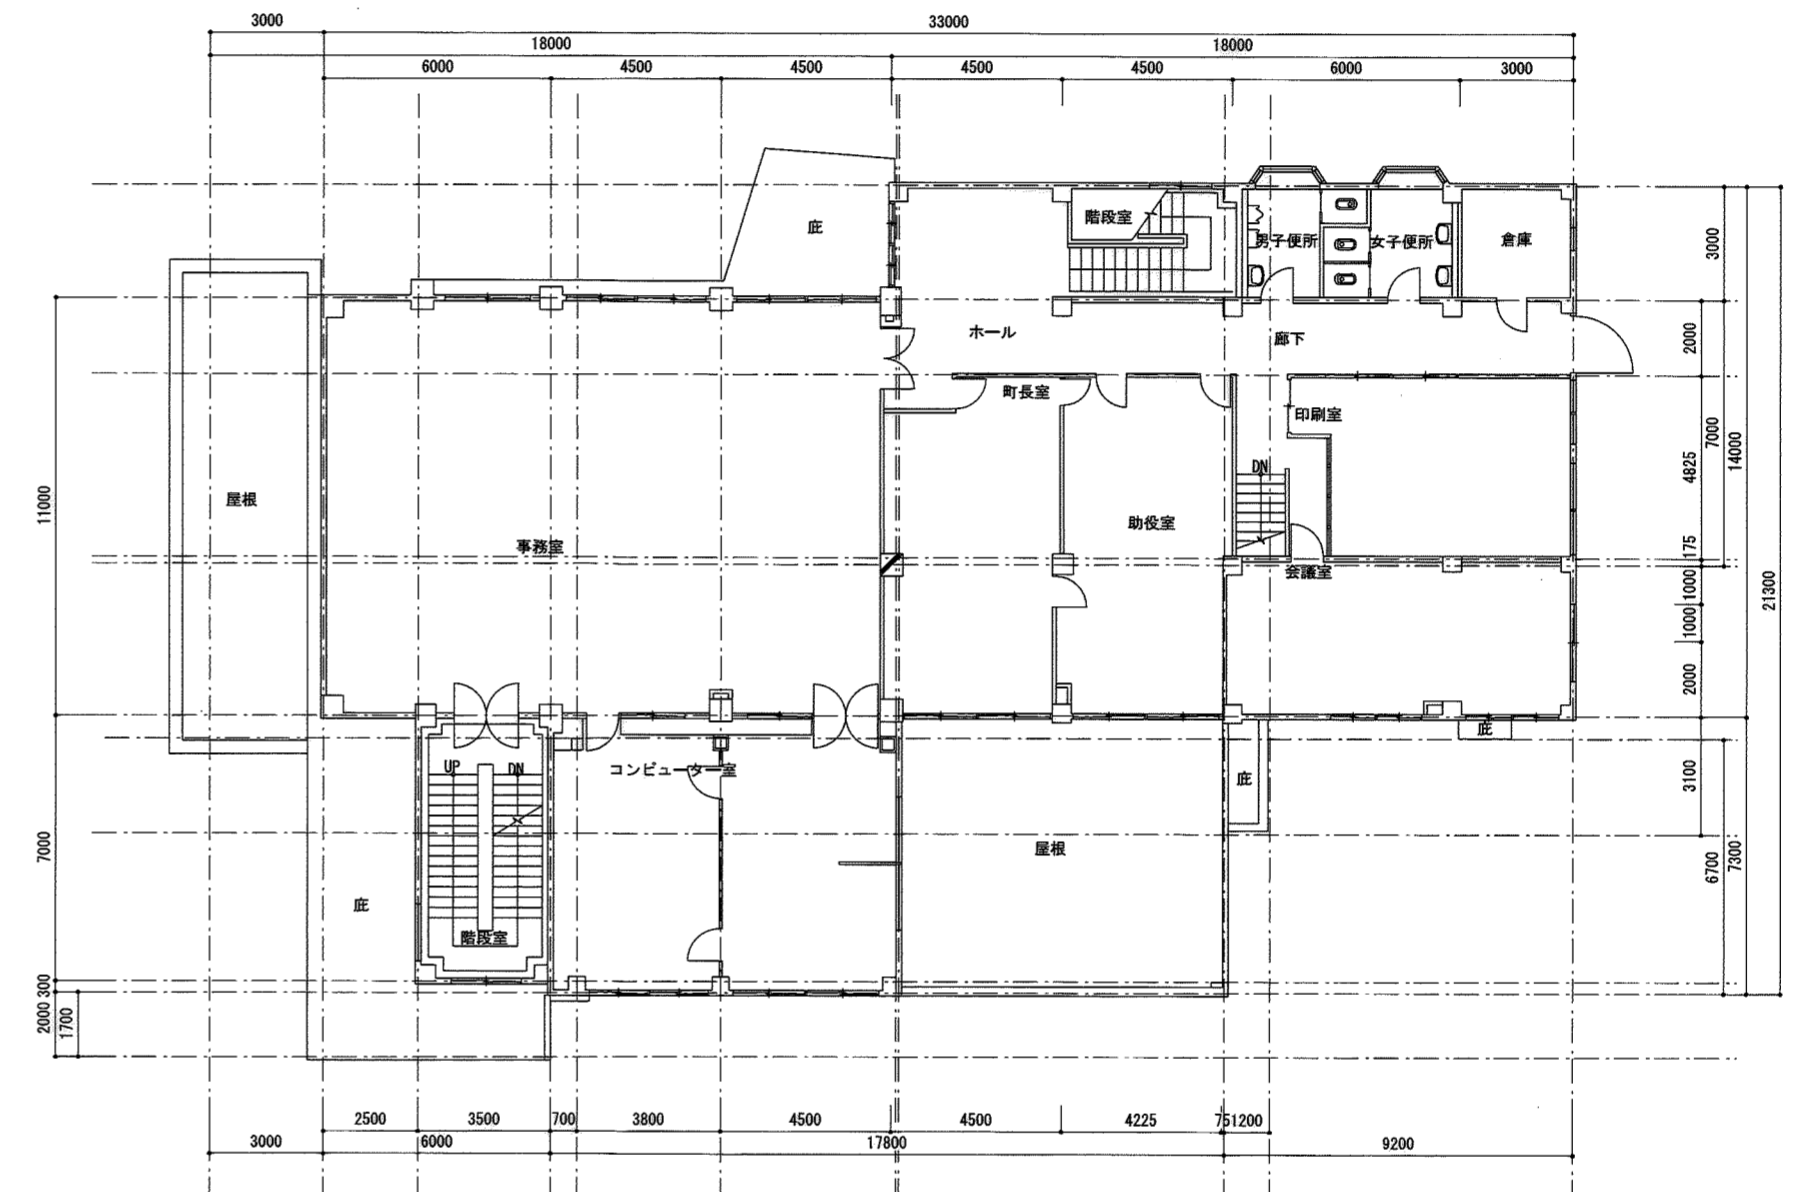 3000 33000
18000 18000
6000 4500 4500 4500 4500 6000 3000
庇
階段室
男子便所
女子便所
倉庫
3000
ホール
廊下
2000
町長室
印刷室
7000
14000
DN
4825
屋根
11000
助役室
事務室
175
会議室
1000
21300
1000
2000
庇
UP DN
コンピューター室
庇
3100
7000
屋根
6700
7300
庇
階段室
300
2000
1700
2500 3500 700 3800 4500 4500 4225 75 1200
3000 6000 17800 9200